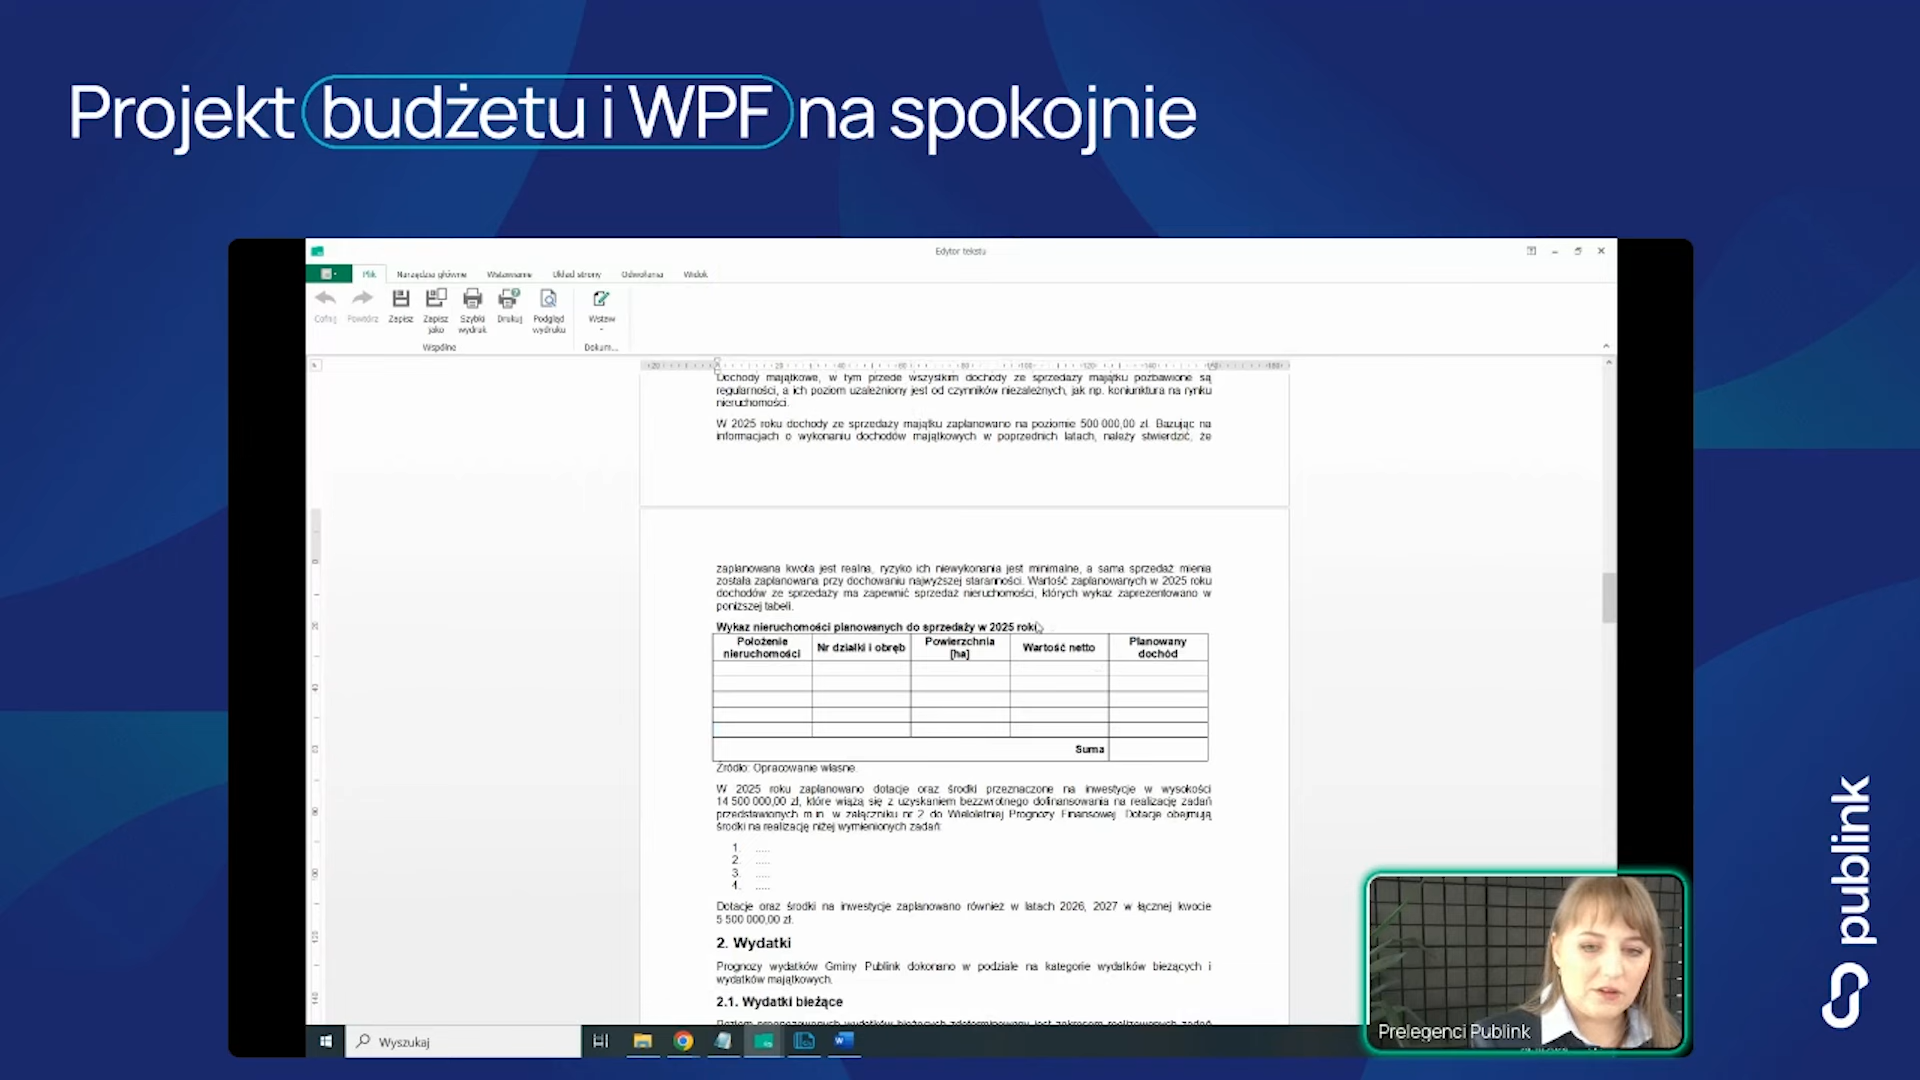 Projekt budżetu i WPF na spokojnie
Edytor tekstu
Plik Narzędzia główne Wstawianie Układ strony Odwołania Widok
Cofnij Powtórz Zapisz Zapisz jako Szybki wydruk Drukuj Podgląd wydruku Wstaw
Wspólne Dokum...
Dochody majątkowe, w tym przede wszystkim dochody ze sprzedaży majątku pozbawione są
regularności, a ich poziom uzależniony jest od czynników niezależnych, jak np. koniunktura na rynku
nieruchomości.
W 2025 roku dochody ze sprzedaży majątku zaplanowano na poziomie 500 000,00 zł. Bazując na
informacjach o wykonaniu dochodów majątkowych w poprzednich latach, należy stwierdzić, że
zaplanowana kwota jest realna, ryzyko ich niewykonania jest minimalne, a sama sprzedaż mienia
została zaplanowana przy dochowaniu najwyższej staranności. Wartość zaplanowanych w 2025 roku
dochodów ze sprzedaży ma zapewnić sprzedaż nieruchomości, których wykaz zaprezentowano w
poniższej tabeli.
Wykaz nieruchomości planowanych do sprzedaży w 2025 roku
Położenie nieruchomości Nr działki i obręb Powierzchnia [ha] Wartość netto Planowany dochód
Suma
Źródło: Opracowanie własne.
W 2025 roku zaplanowano dotacje oraz środki przeznaczone na inwestycje w wysokości
14 500 000,00 zł, które wiążą się z uzyskaniem bezzwrotnego dofinansowania na realizację zadań
przedstawionych m.in. w załączniku nr 2 do Wieloletniej Prognozy Finansowej. Dotacje obejmują
środki na realizację niżej wymienionych zadań:
1. .....
2. .....
3. .....
4. .....
Dotacje oraz środki na inwestycje zaplanowano również w latach 2026, 2027 w łącznej kwocie
5 500 000,00 zł.
2. Wydatki
Prognozy wydatków Gminy Publink dokonano w podziale na kategorie wydatków bieżących i
wydatków majątkowych.
2.1. Wydatki bieżące
Poziom prognozowanych wydatków bieżących zdeterminowany jest zakresem realizowanych zadań
Wyszukaj
Prelegenci Publink
publink